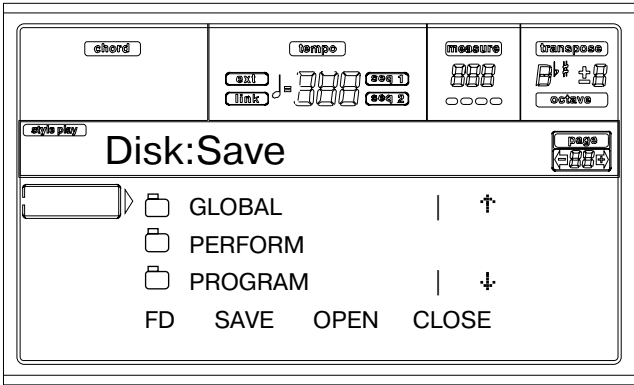 chord tempo measure transpose
ext seq 1
link seq 2
octave
style play page
Disk:Save
GLOBAL
PERFORM
PROGRAM
FD SAVE OPEN CLOSE